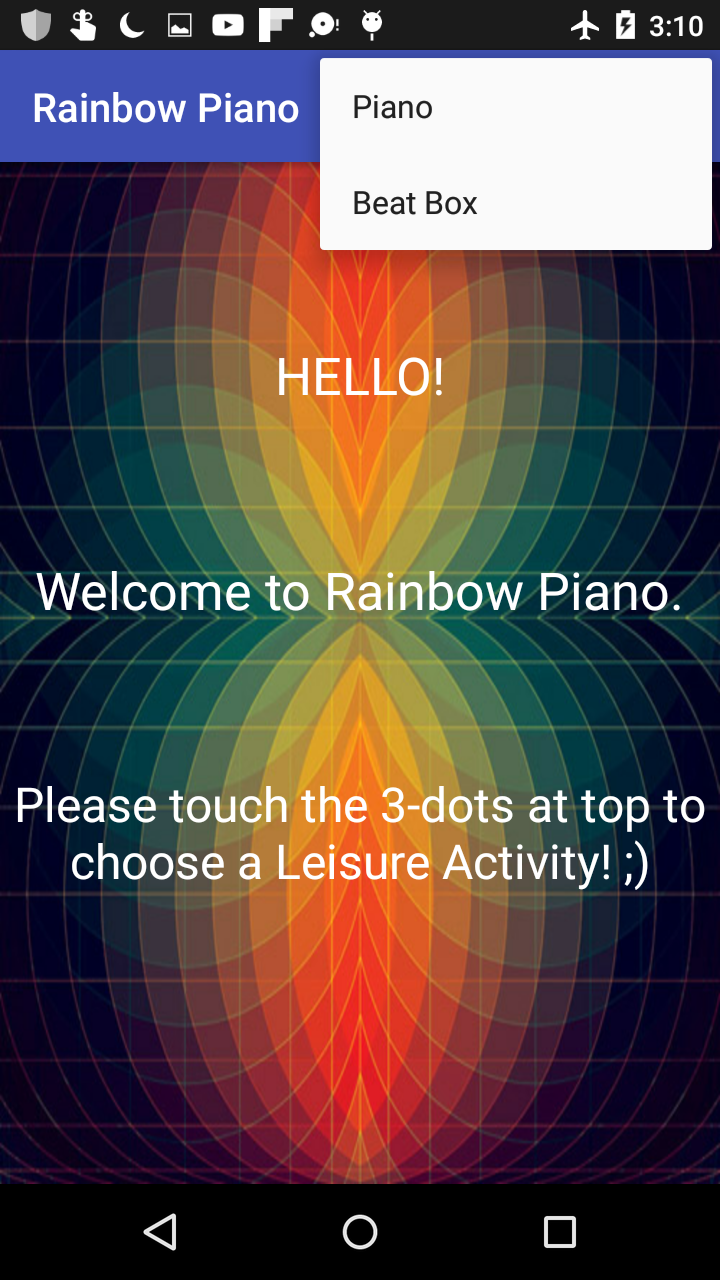 3:10
Rainbow Piano
Piano
Beat Box
HELLO!
Welcome to Rainbow Piano.
Please touch the 3-dots at top to
choose a Leisure Activity! ;)